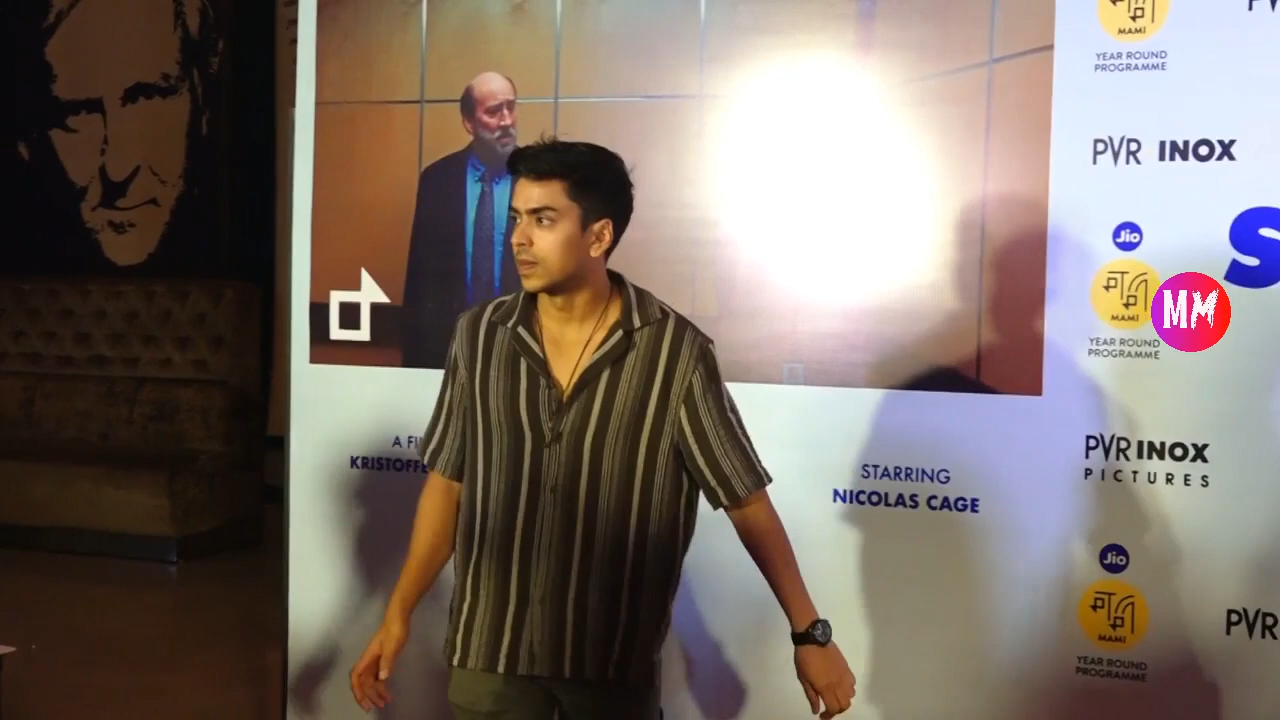 MAMI
YEAR ROUND
PROGRAMME
PVR INOX
Jio
MAMI
YEAR ROUND
PROGRAMME
MM
S
A FI
KRISTOFFE
STARRING
NICOLAS CAGE
PVR INOX
PICTURES
Jio
MAMI
YEAR ROUND
PROGRAMME
PVR